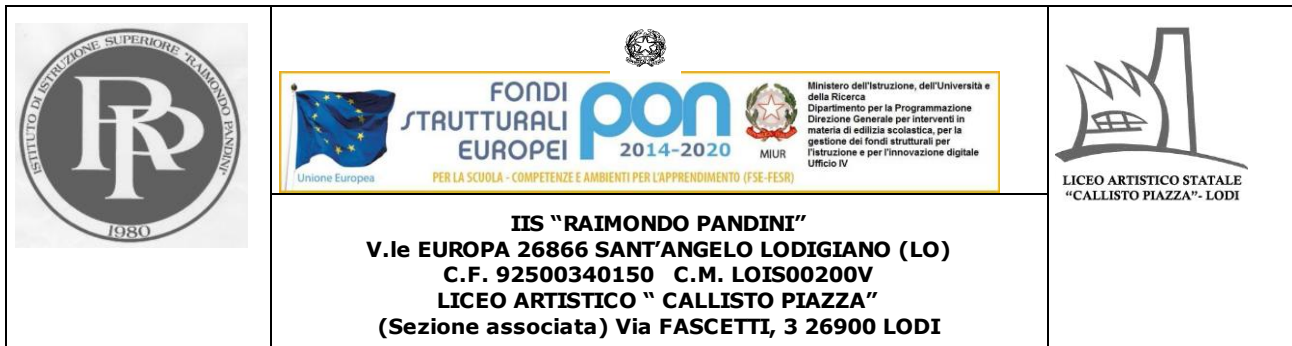 ISTITUTO DI ISTRUZIONE SUPERIORE "RAIMONDO PANDINI"
RP
1980
Unione Europea
FONDI
STRUTTURALI
EUROPEI
pon
2014-2020
MIUR
Ministero dell'Istruzione, dell'Università e
della Ricerca
Dipartimento per la Programmazione
Direzione Generale per interventi in
materia di edilizia scolastica, per la
gestione dei fondi strutturali per
l'istruzione e per l'innovazione digitale
Ufficio IV
PER LA SCUOLA - COMPETENZE E AMBIENTI PER L'APPRENDIMENTO (FSE-FESR)
IIS “RAIMONDO PANDINI”
V.le EUROPA 26866 SANT’ANGELO LODIGIANO (LO)
C.F. 92500340150 C.M. LOIS00200V
LICEO ARTISTICO “ CALLISTO PIAZZA”
(Sezione associata) Via FASCETTI, 3 26900 LODI
LICEO ARTISTICO STATALE
“CALLISTO PIAZZA”- LODI